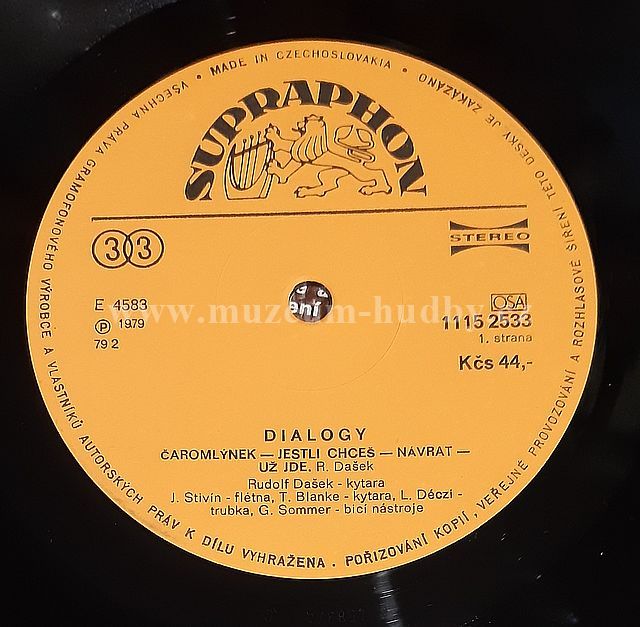 VŠECHNA PRÁVA GRAMOFONOVÉHO VÝROBCE A VLASTNÍKŮ AUTORSKÝCH PRÁV K DÍLU VYHRAŽENA . POŘIZOVÁNÍ KOPIÍ, VEŘEJNÉ PROVOZOVÁNÍ A ROZHLASOVÉ ŠÍŘENÍ TÉTO DESKY JE ZAKÁZÁNO
• MADE IN CZECHOSLOVAKIA •
SUPRAPHON
33
STEREO
E 4583
Ⓟ 1979
79 2
OSA
1115 2533
1. strana
Kčs 44,-
ení
www.muzeum-hudby.cz
DIALOGY
ČAROMLÝNEK — JESTLI CHCEŠ — NÁVRAT —
UŽ JDE, R. Dašek
Rudolf Dašek - kytara
J. Stivín - flétna, T. Blanke - kytara, L. Déczi -
trubka, G. Sommer - bicí nástroje